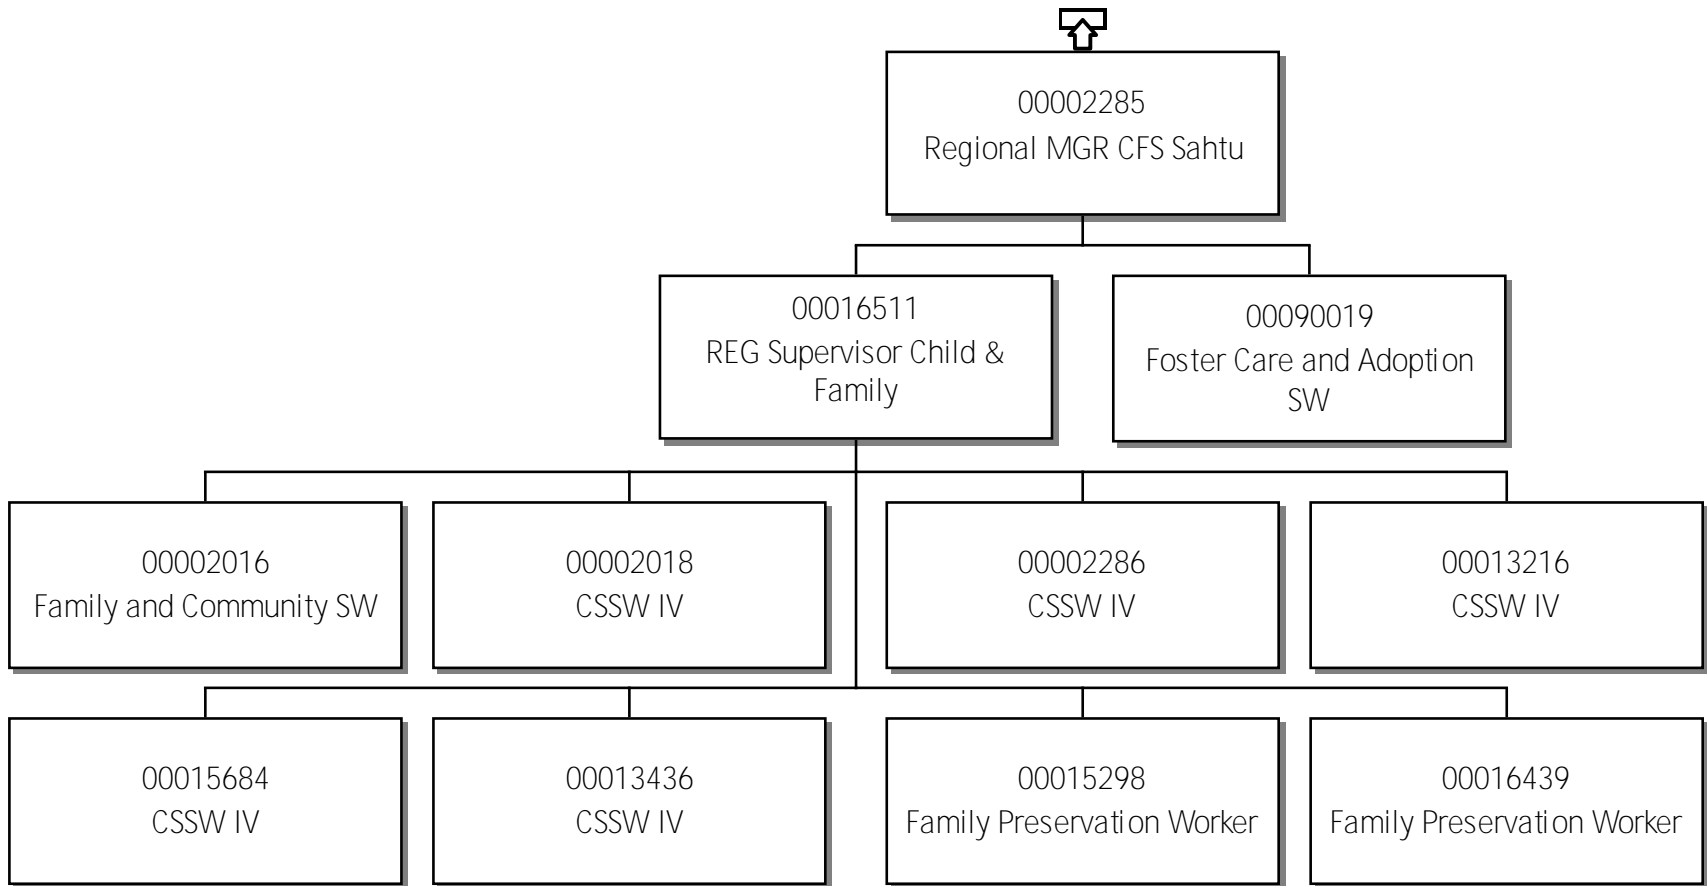 00002285
Regional MGR CFS Sahtu
00016511
REG Supervisor Child &
Family
00090019
Foster Care and Adoption
SW
00002016
Family and Community SW
00002018
CSSW IV
00002286
CSSW IV
00013216
CSSW IV
00015684
CSSW IV
00013436
CSSW IV
00015298
Family Preservation Worker
00016439
Family Preservation Worker